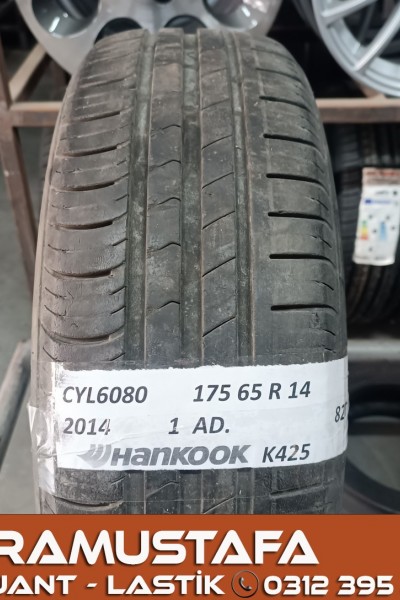 CYL6080 175 65 R 14
2014 1 AD.
HANKOOK K425
RAMUSTAFA
JANT - LASTİK 0312 395